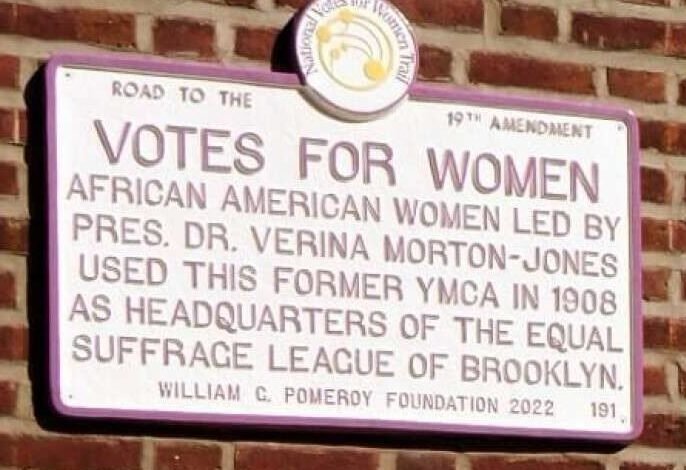 National Votes for Women Trail
ROAD TO THE
19TH AMENDMENT
VOTES FOR WOMEN
AFRICAN AMERICAN WOMEN LED BY
PRES. DR. VERINA MORTON-JONES
USED THIS FORMER YMCA IN 1908
AS HEADQUARTERS OF THE EQUAL
SUFFRAGE LEAGUE OF BROOKLYN.
WILLIAM G. POMEROY FOUNDATION 2022 191